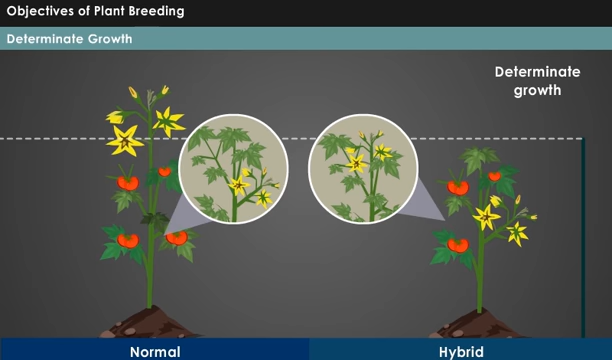 Objectives of Plant Breeding
Determinate Growth
Determinate
growth
Normal
Hybrid